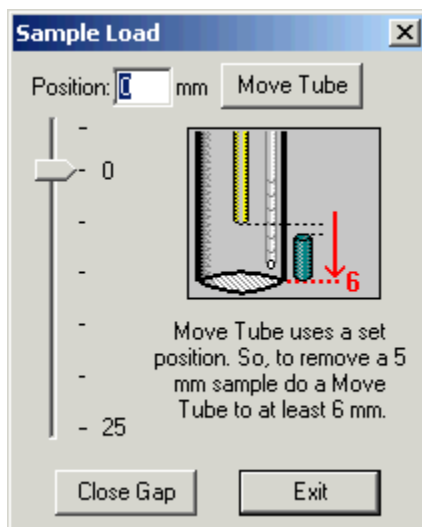 Sample Load
Position: 0 mm Move Tube
0
6
Move Tube uses a set
position. So, to remove a 5
mm sample do a Move
Tube to at least 6 mm.
25
Close Gap Exit